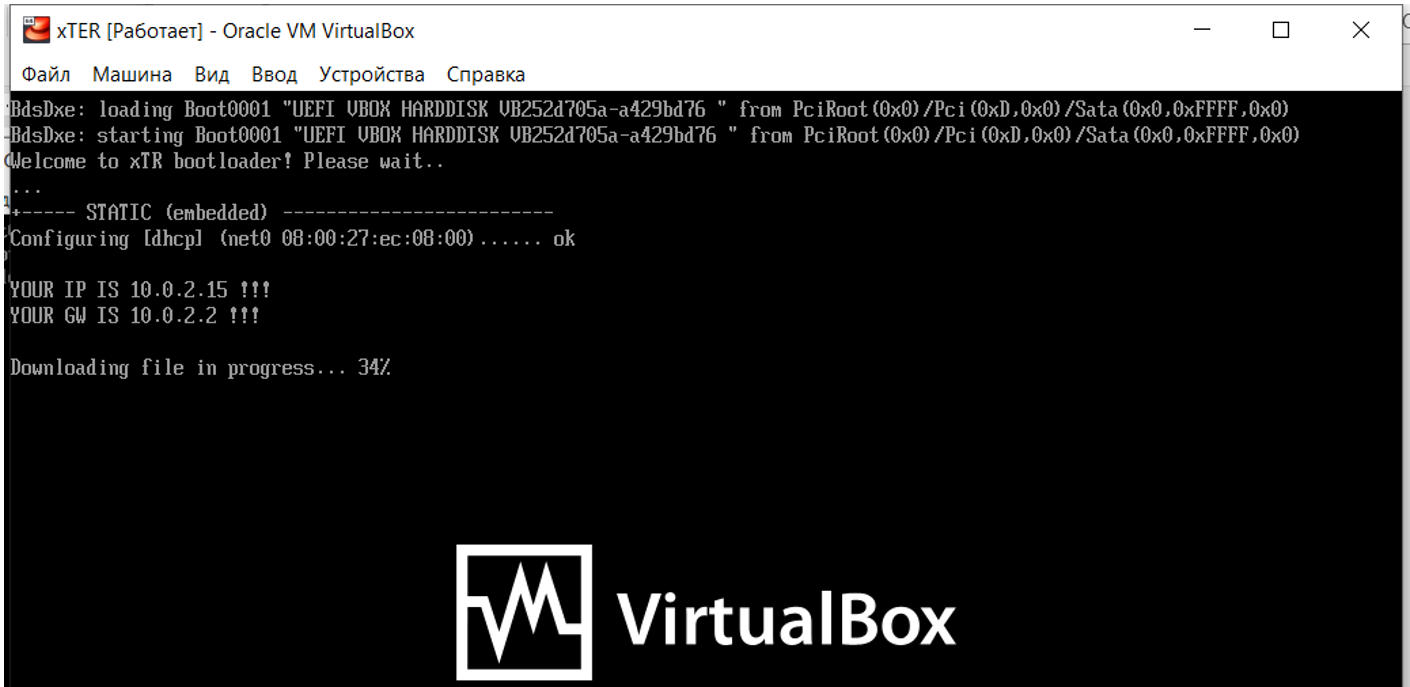 xTER [Работает] - Oracle VM VirtualBox
Файл Машина Вид Ввод Устройства Справка
BdsDxe: loading Boot0001 "UEFI VBOX HARDDISK VB252d705a-a429bd76 " from PciRoot(0x0)/Pci(0xD,0x0)/Sata(0x0,0xFFFF,0x0)
BdsDxe: starting Boot0001 "UEFI VBOX HARDDISK VB252d705a-a429bd76 " from PciRoot(0x0)/Pci(0xD,0x0)/Sata(0x0,0xFFFF,0x0)
Welcome to xTR bootloader! Please wait..
...
+----- STATIC (embedded) -------------------------
Configuring [dhcp] (net0 08:00:27:ec:08:00)...... ok
YOUR IP IS 10.0.2.15 !!!
YOUR GW IS 10.0.2.2 !!!
Downloading file in progress... 34%
VirtualBox